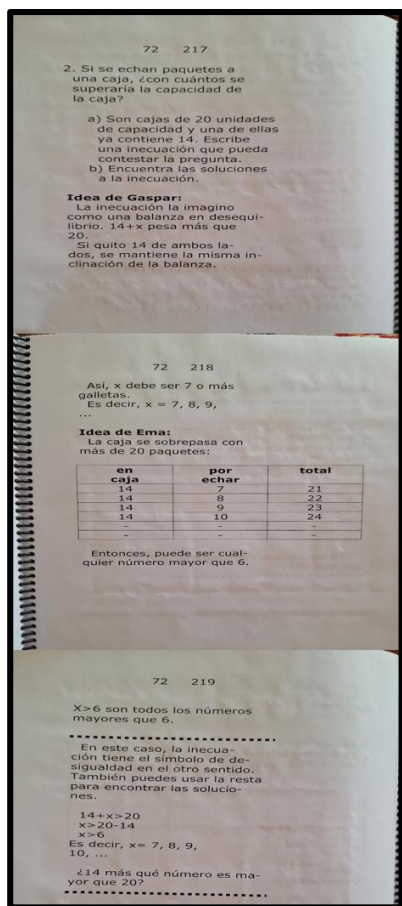 72 217
2. Si se echan paquetes a
una caja, ¿con cuántos se
superaría la capacidad de
la caja?
a) Son cajas de 20 unidades
de capacidad y una de ellas
ya contiene 14. Escribe
una inecuación que pueda
contestar la pregunta.
b) Encuentra las soluciones
a la inecuación.
Idea de Gaspar:
La inecuación la imagino
como una balanza en desequi-
librio. 14+x pesa más que
20.
Si quito 14 de ambos la-
dos, se mantiene la misma in-
clinación de la balanza.
72 218
Así, x debe ser 7 o más
galletas.
Es decir, x = 7, 8, 9,
...
Idea de Ema:
La caja se sobrepasa con
más de 20 paquetes:
en caja por echar total
14 7 21
14 8 22
14 9 23
14 10 24
- - -
- - -
Entonces, puede ser cual-
quier número mayor que 6.
72 219
X>6 son todos los números
mayores que 6.
En este caso, la inecua-
ción tiene el símbolo de de-
sigualdad en el otro sentido.
También puedes usar la resta
para encontrar las solucio-
nes.
14+x>20
x>20-14
x>6
Es decir, x= 7, 8, 9,
10, ...
¿14 más qué número es ma-
yor que 20?